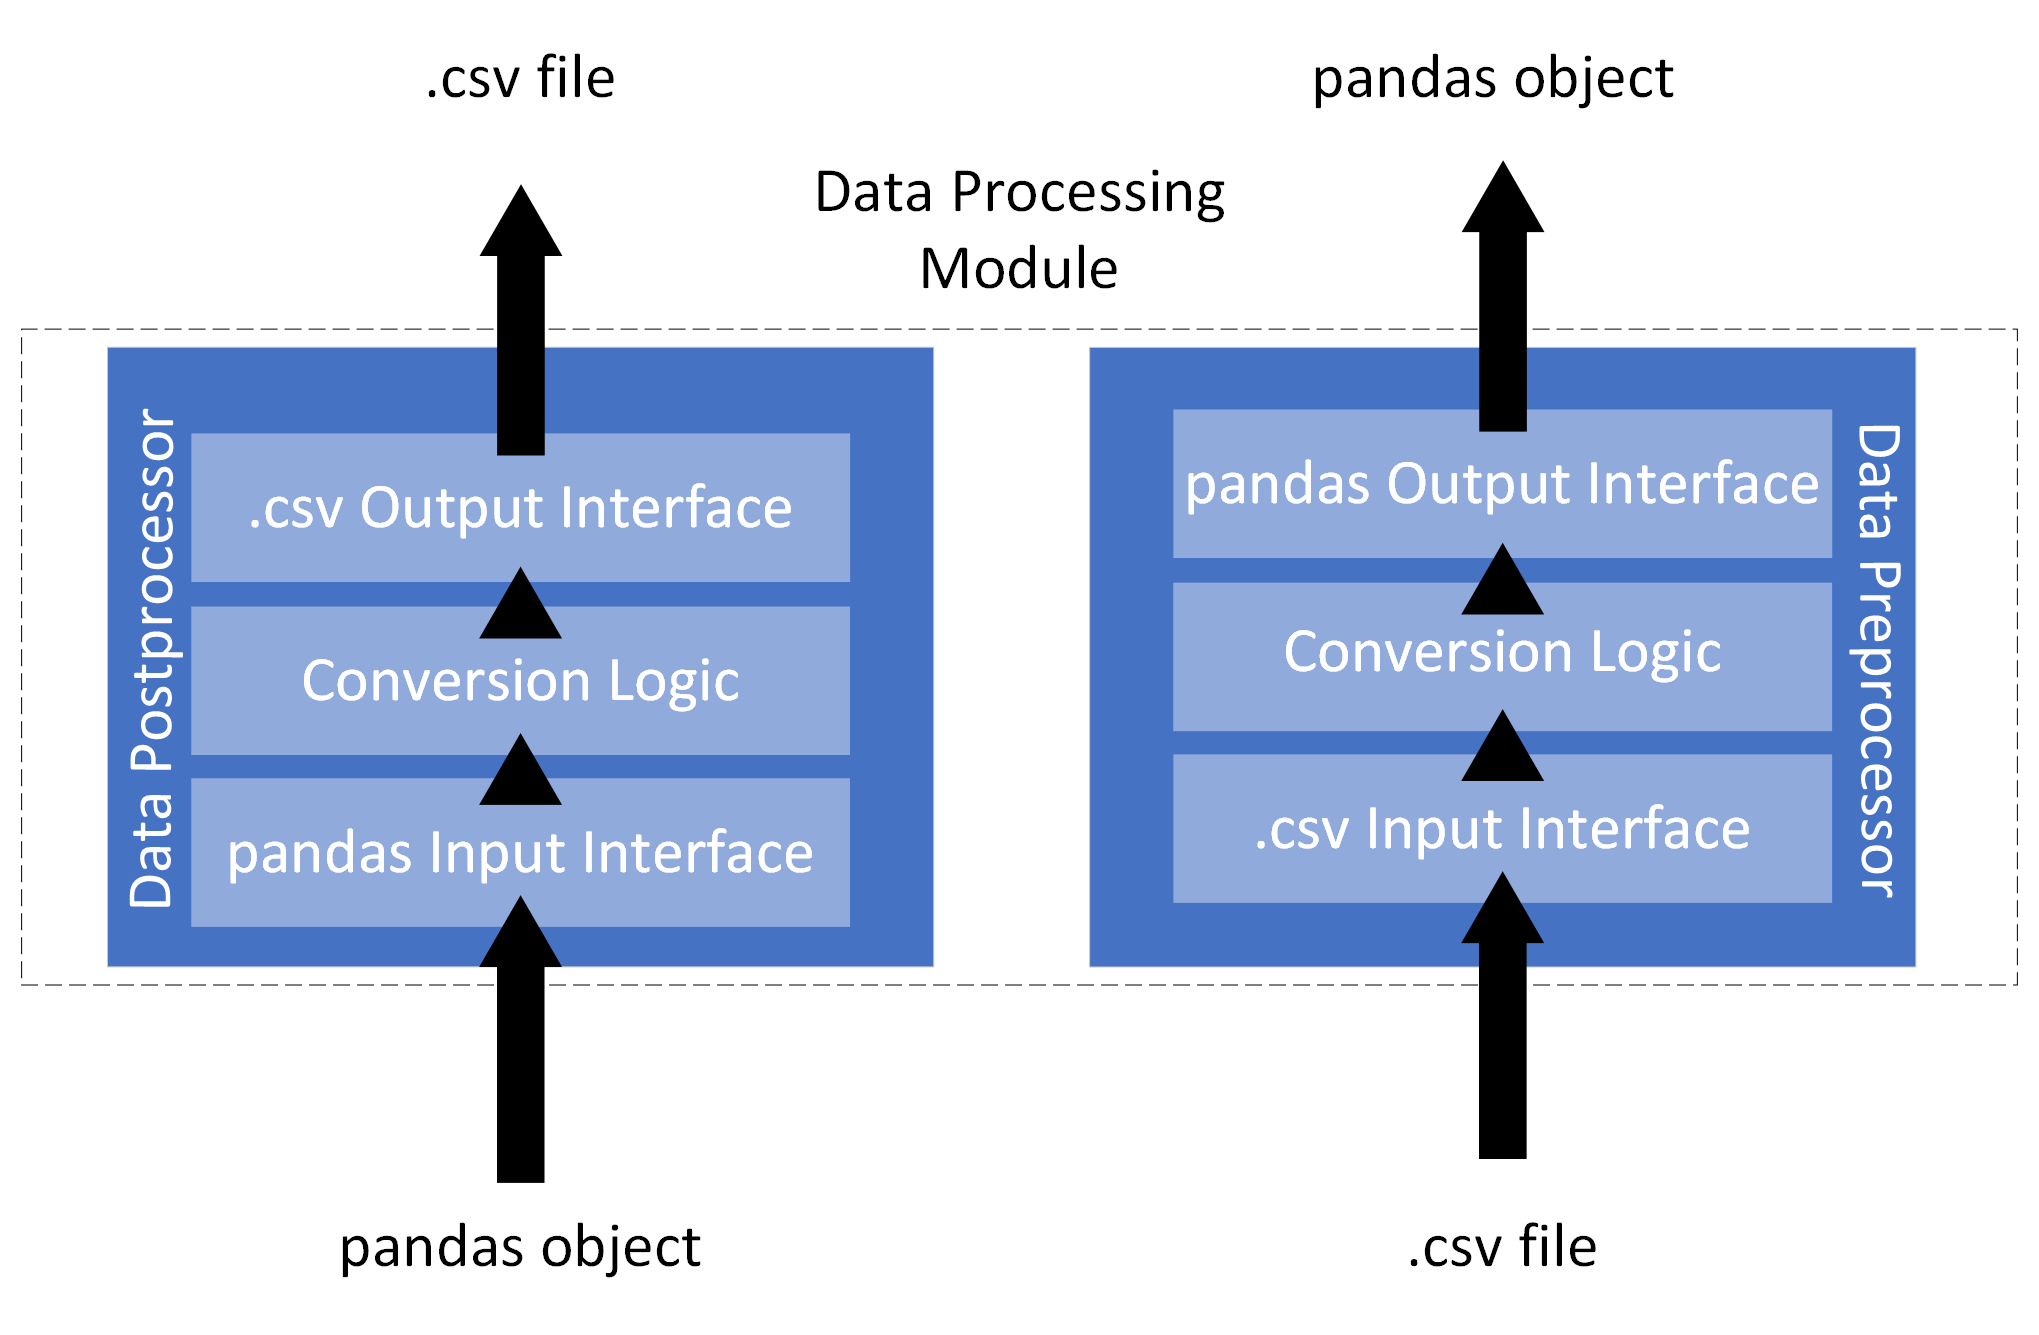 .csv file
pandas object
Data Processing
Module
Data Postprocessor
.csv Output Interface
Conversion Logic
pandas Input Interface
pandas Output Interface
Conversion Logic
.csv Input Interface
Data Preprocessor
pandas object
.csv file